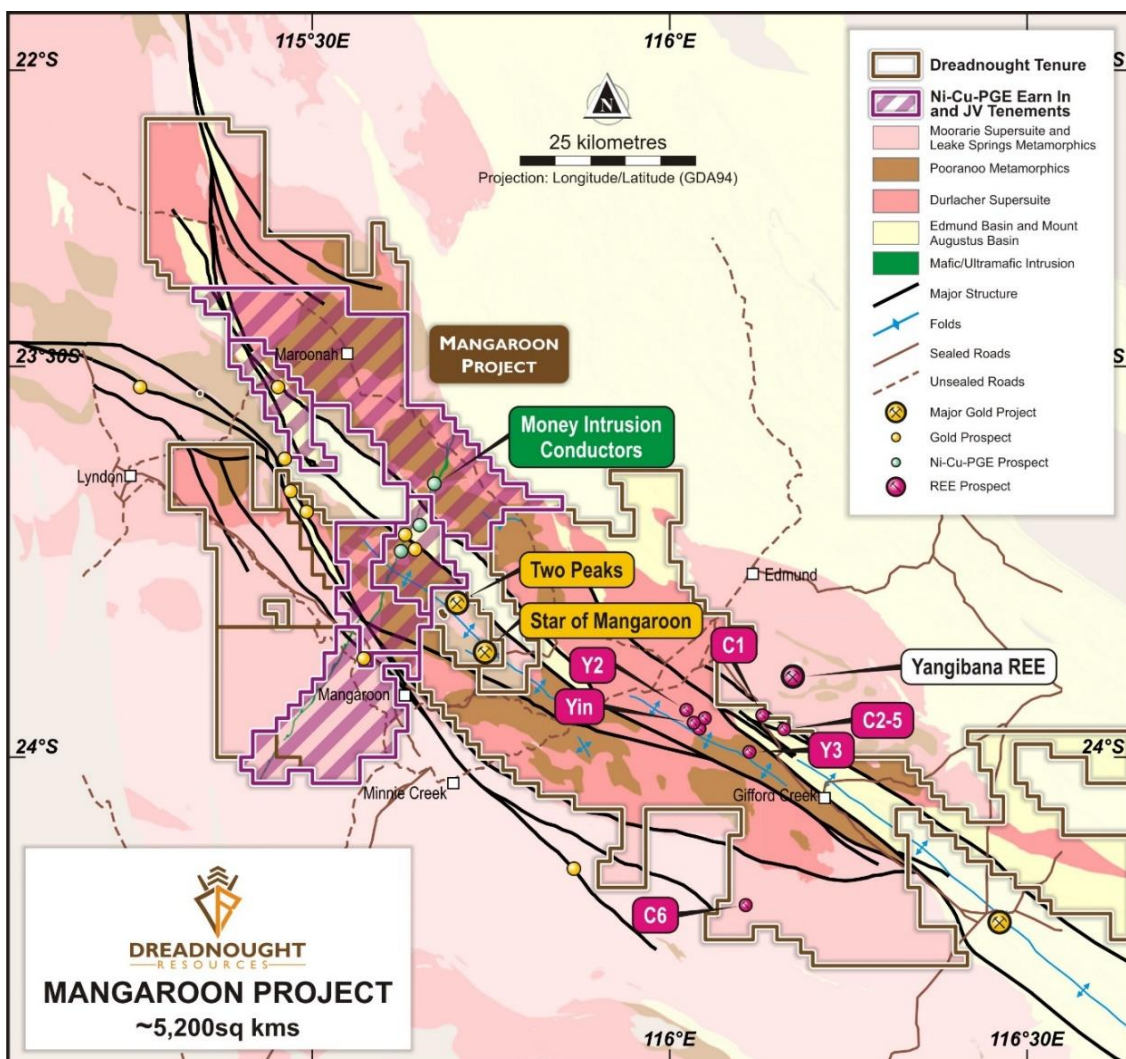 115°30E
116°E
22°S
°S
N
25 kilometres
Projection: Longitude/Latitude (GDA94)
Dreadnought Tenure
Ni-Cu-PGE Earn In
and JV Tenements
Moorarie Supersuite and
Leake Springs Metamorphics
Pooranoo Metamorphics
Durlacher Supersuite
Edmund Basin and Mount
Augustus Basin
Mafic/Ultramafic Intrusion
Major Structure
Folds
Sealed Roads
Unsealed Roads
Major Gold Project
Gold Prospect
Ni-Cu-PGE Prospect
REE Prospect
23°30S
°S
Maroonah
MANGAROON
PROJECT
Money Intrusion
Conductors
Lyndon
Two Peaks
Edmund
Star of Mangaroon
C1
Y2
Yangibana REE
Mangaroon
Yin
C2-5
Y3
24°S
24°S
Minnie Creek
Gifford Creek
C6
DREADNOUGHT
RESOURCES
MANGAROON PROJECT
~5,200sq kms
116°E
116°30E